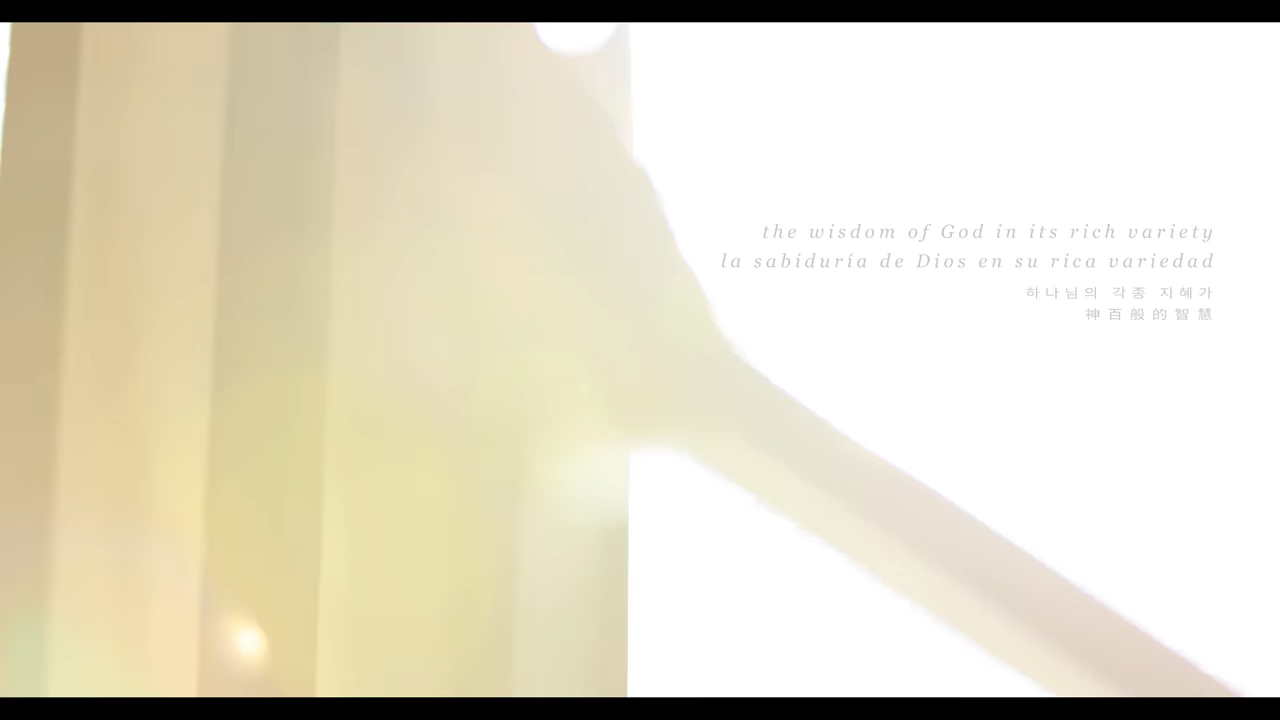 the wisdom of God in its rich variety
la sabiduría de Dios en su rica variedad
하나님의 각종 지혜가
神百般的智慧